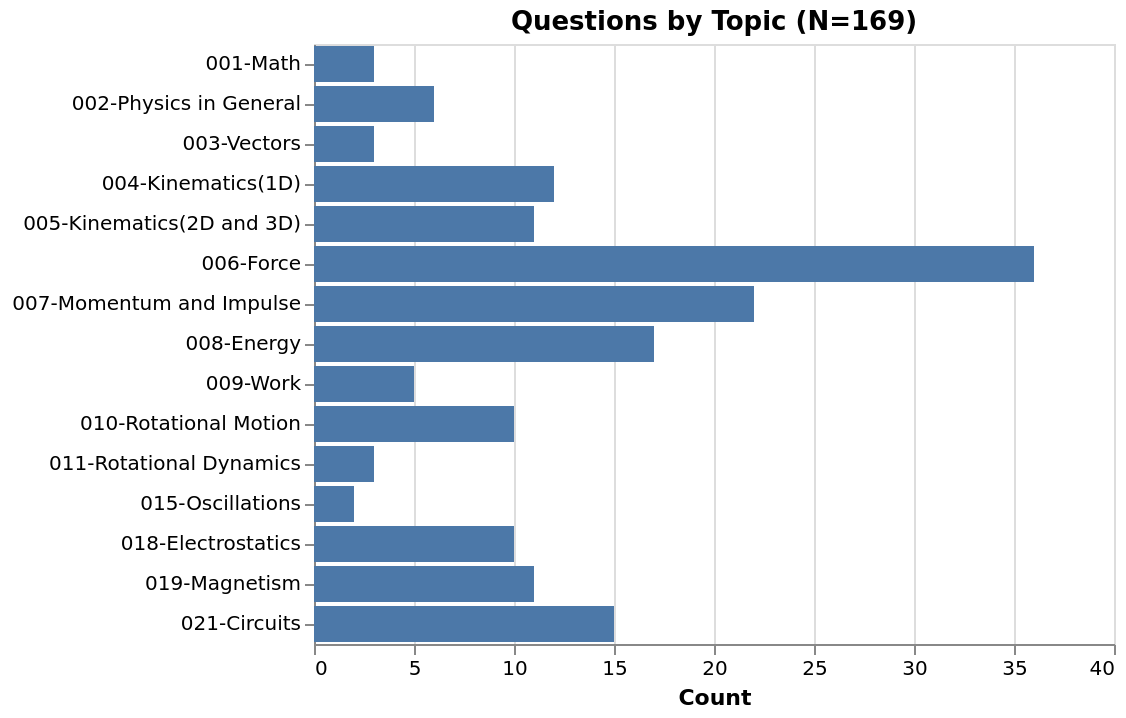 Questions by Topic (N=169)
001-Math
002-Physics in General
003-Vectors
004-Kinematics(1D)
005-Kinematics(2D and 3D)
006-Force
007-Momentum and Impulse
008-Energy
009-Work
010-Rotational Motion
011-Rotational Dynamics
015-Oscillations
018-Electrostatics
019-Magnetism
021-Circuits
0 5 10 15 20 25 30 35 40
Count